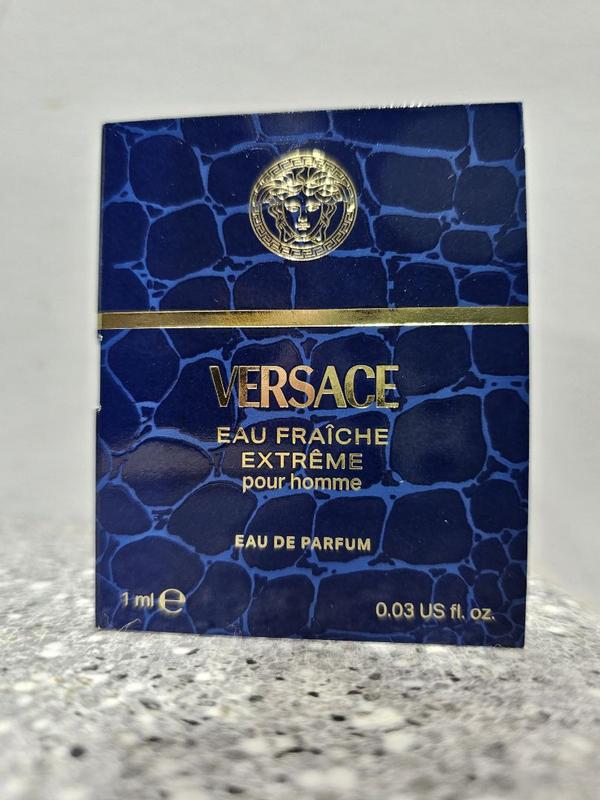 VERSACE
EAU FRAÎCHE
EXTRÊME
pour homme
EAU DE PARFUM
1 ml ℮ 0.03 US fl. oz.